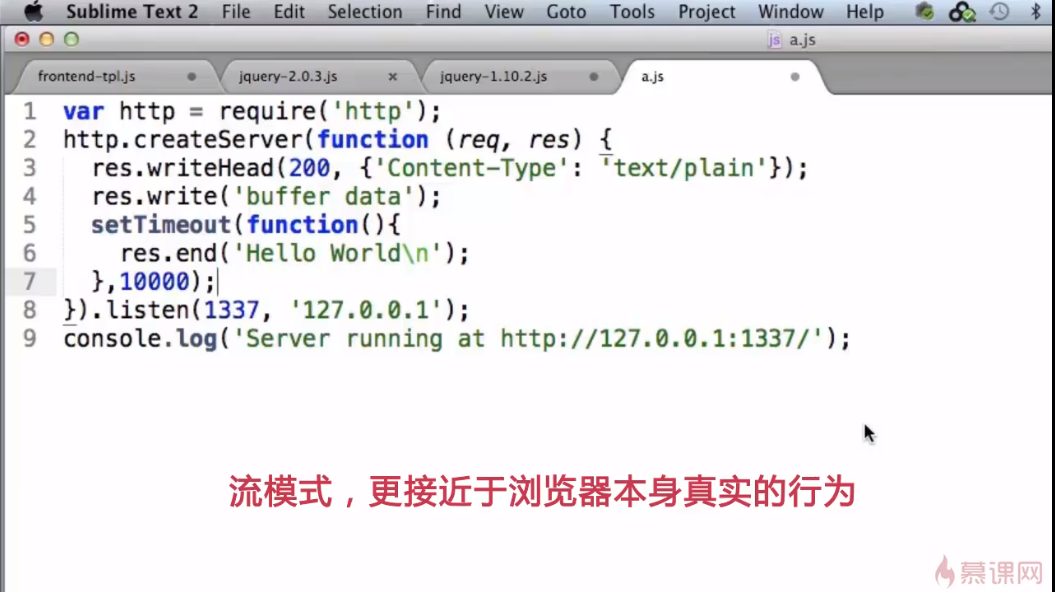 Sublime Text 2 File Edit Selection Find View Goto Tools Project Window Help
js a.js
frontend-tpl.js jquery-2.0.3.js × jquery-1.10.2.js a.js
1 var http = require('http');
2 http.createServer(function (req, res) {
3 res.writeHead(200, {'Content-Type': 'text/plain'});
4 res.write('buffer data');
5 setTimeout(function(){
6 res.end('Hello World\n');
7 },10000);
8 }).listen(1337, '127.0.0.1');
9 console.log('Server running at http://127.0.0.1:1337/');
流模式，更接近于浏览器本身真实的行为
慕课网